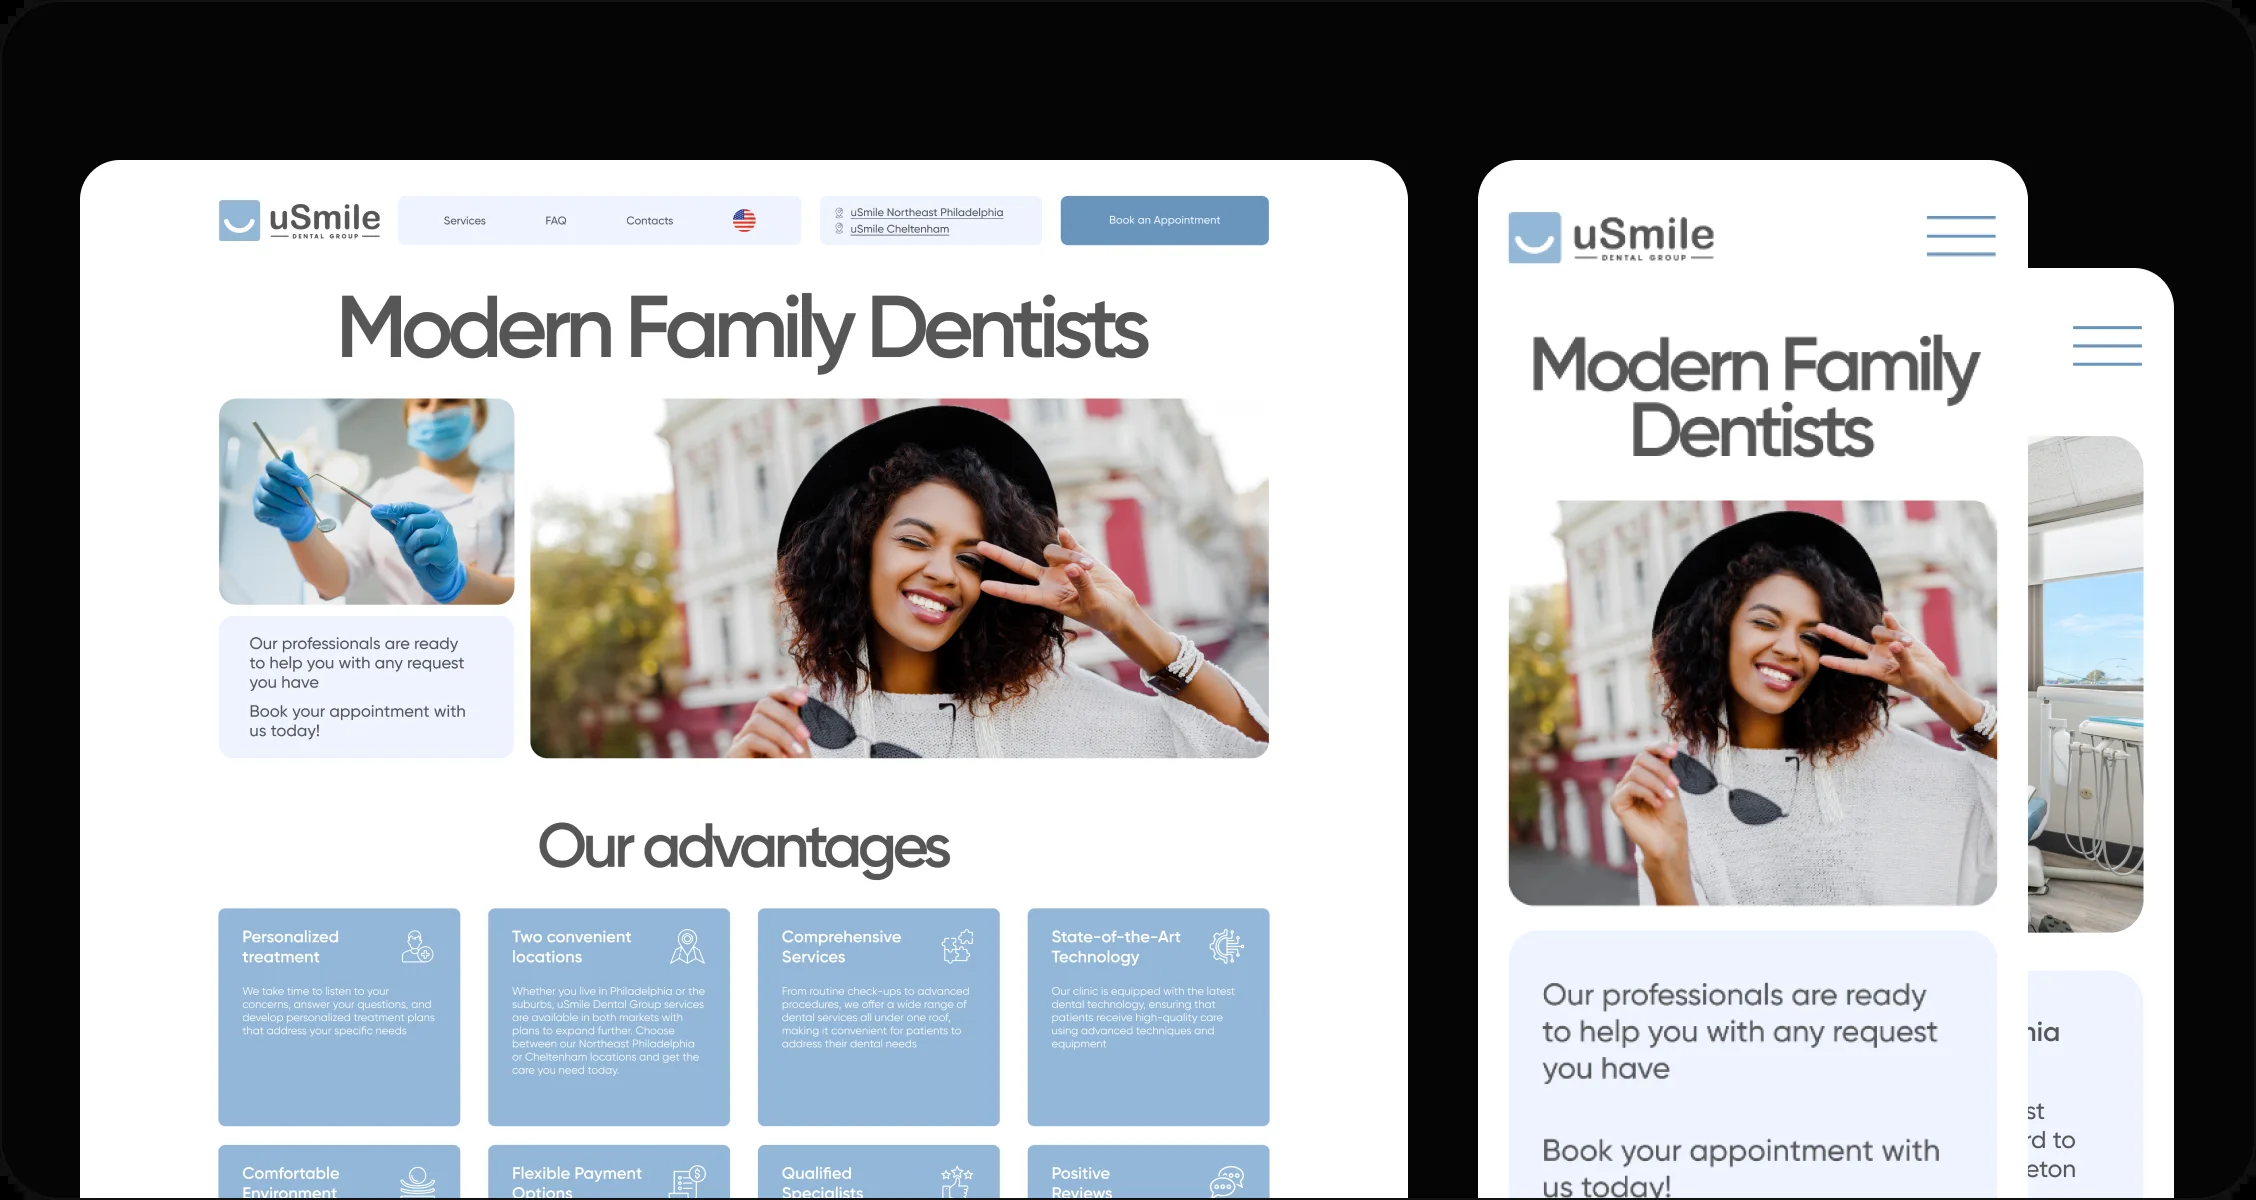 uSmile
DENTAL GROUP
Services
FAQ
Contacts
uSmile Northeast Philadelphia
uSmile Cheltenham
Book an Appointment
Modern Family Dentists
Our professionals are ready
to help you with any request
you have
Book your appointment with
us today!
Our advantages
Personalized
treatment
We take time to listen to your
concerns, answer your questions, and
develop personalized treatment plans
that address your specific needs
Two convenient
locations
Whether you live in Philadelphia or the
suburbs, uSmile Dental Group services
are available in both markets with
plans to expand further. Choose
between our Northeast Philadelphia
or Cheltenham locations and get the
care you need today.
Comprehensive
Services
From routine check-ups to advanced
procedures, we offer a wide range of
dental services all under one roof,
making it convenient for patients to
address their dental needs
State-of-the-Art
Technology
Our clinic is equipped with the latest
dental technology, ensuring that
patients receive high-quality care
using advanced techniques and
equipment
Comfortable
Environment
Flexible Payment
Options
Qualified
Specialists
Positive
Reviews
uSmile
DENTAL GROUP
Modern Family
Dentists
Our professionals are ready
to help you with any request
you have
Book your appointment with
us today!
nia
st
rd to
eton